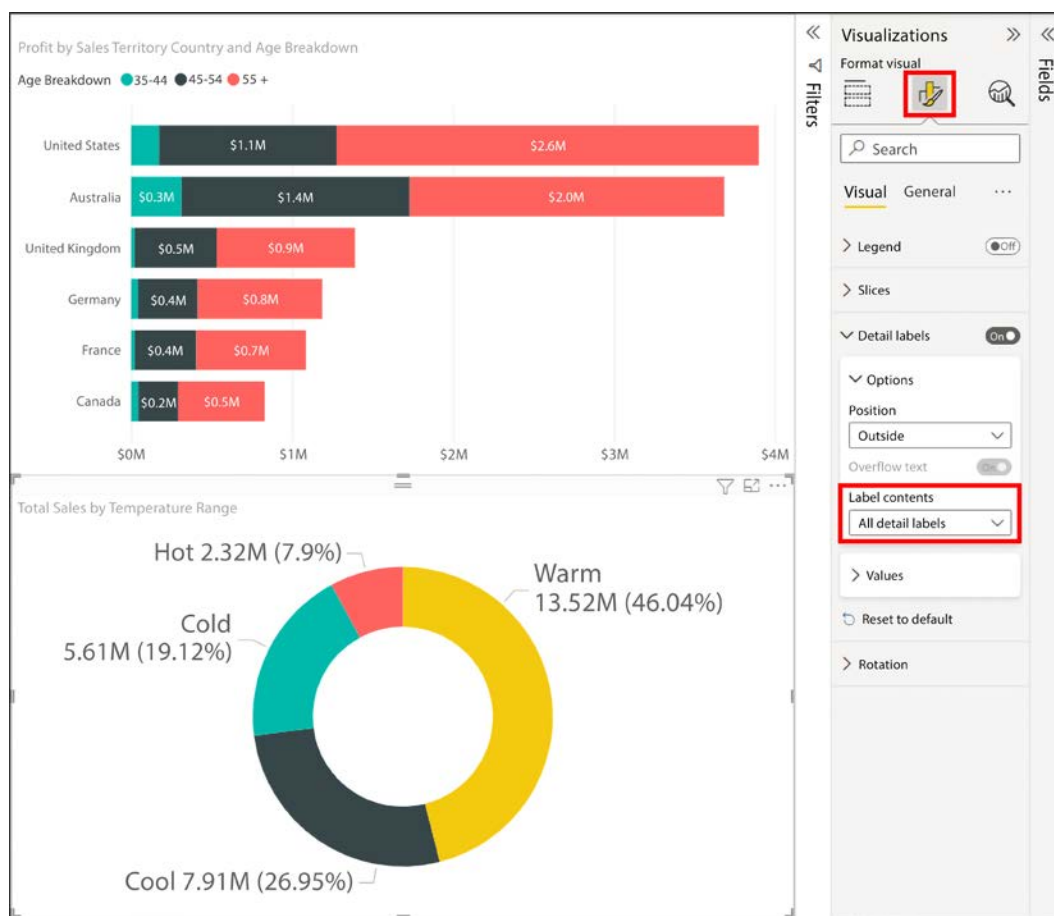 Profit by Sales Territory Country and Age Breakdown
Age Breakdown 35-44 45-54 55 +
United States $1.1M $2.6M
Australia $0.3M $1.4M $2.0M
United Kingdom $0.5M $0.9M
Germany $0.4M $0.8M
France $0.4M $0.7M
Canada $0.2M $0.5M
$0M $1M $2M $3M $4M
Total Sales by Temperature Range
Hot 2.32M (7.9%)
Warm
13.52M (46.04%)
Cold
5.61M (19.12%)
Cool 7.91M (26.95%)
Filters
Visualizations
Format visual
Search
Visual General
Legend Off
Slices
Detail labels On
Options
Position
Outside
Overflow text On
Label contents
All detail labels
Values
Reset to default
Rotation
Fields